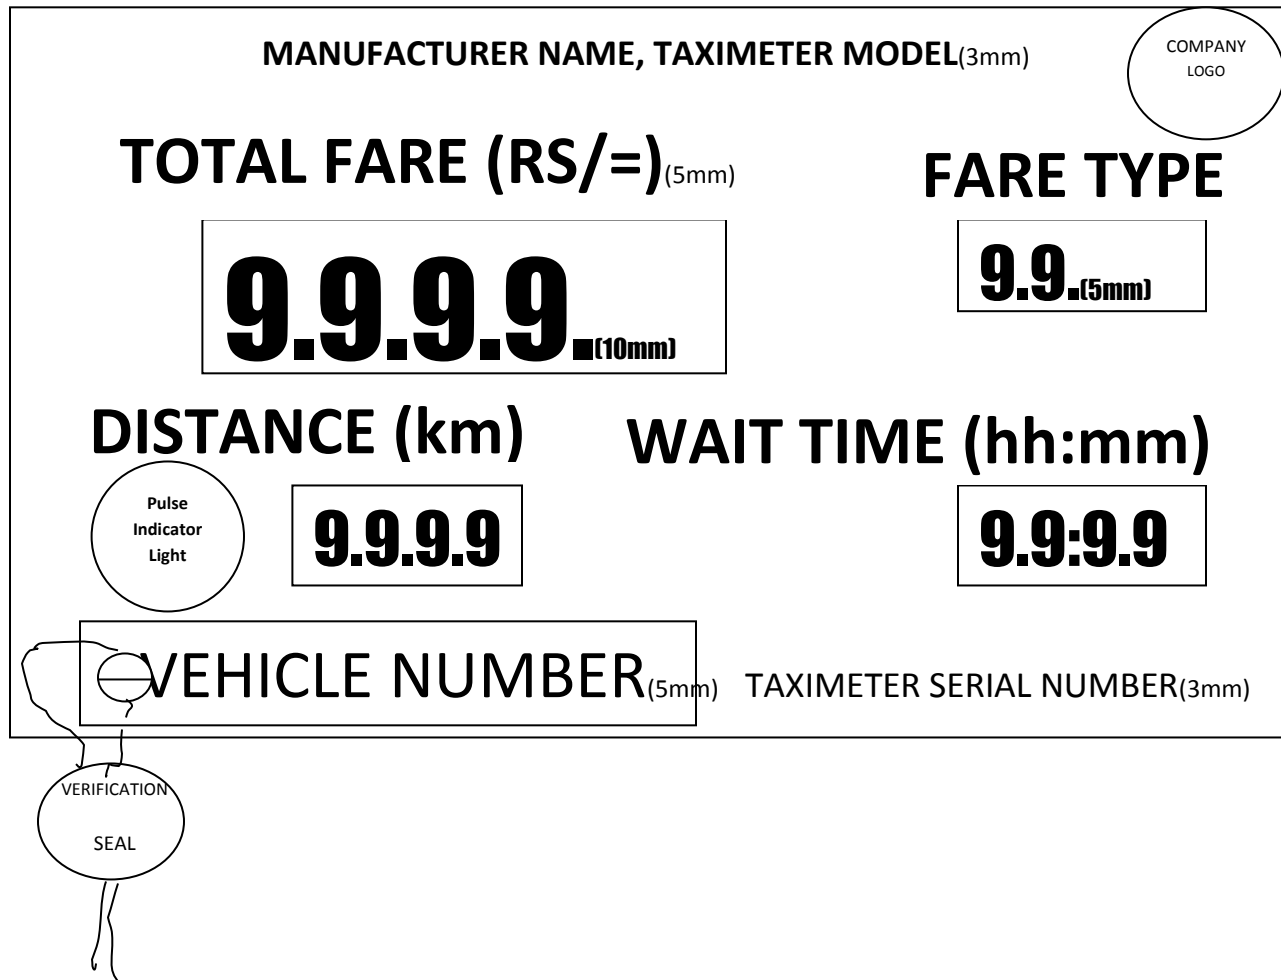 MANUFACTURER NAME, TAXIMETER MODEL(3mm)
COMPANY
LOGO
TOTAL FARE (RS/=)(5mm)
FARE TYPE
9.9.9.9.(10mm)
9.9.(5mm)
DISTANCE (km)
WAIT TIME (hh:mm)
Pulse
Indicator
Light
9.9.9.9
9.9:9.9
VEHICLE NUMBER(5mm)
TAXIMETER SERIAL NUMBER(3mm)
VERIFICATION
SEAL